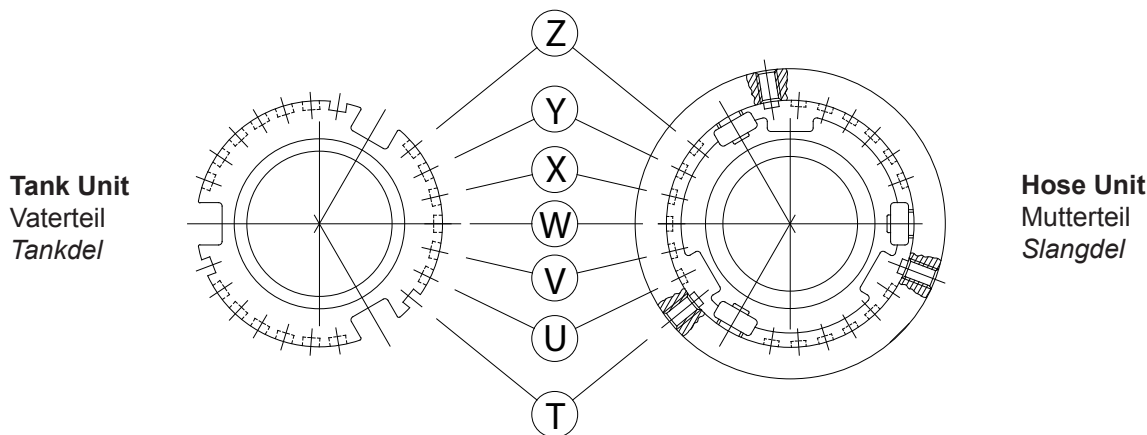 Z
Y
X
W
V
U
T
Tank Unit
Vaterteil
Tankdel
Hose Unit
Mutterteil
Slangdel